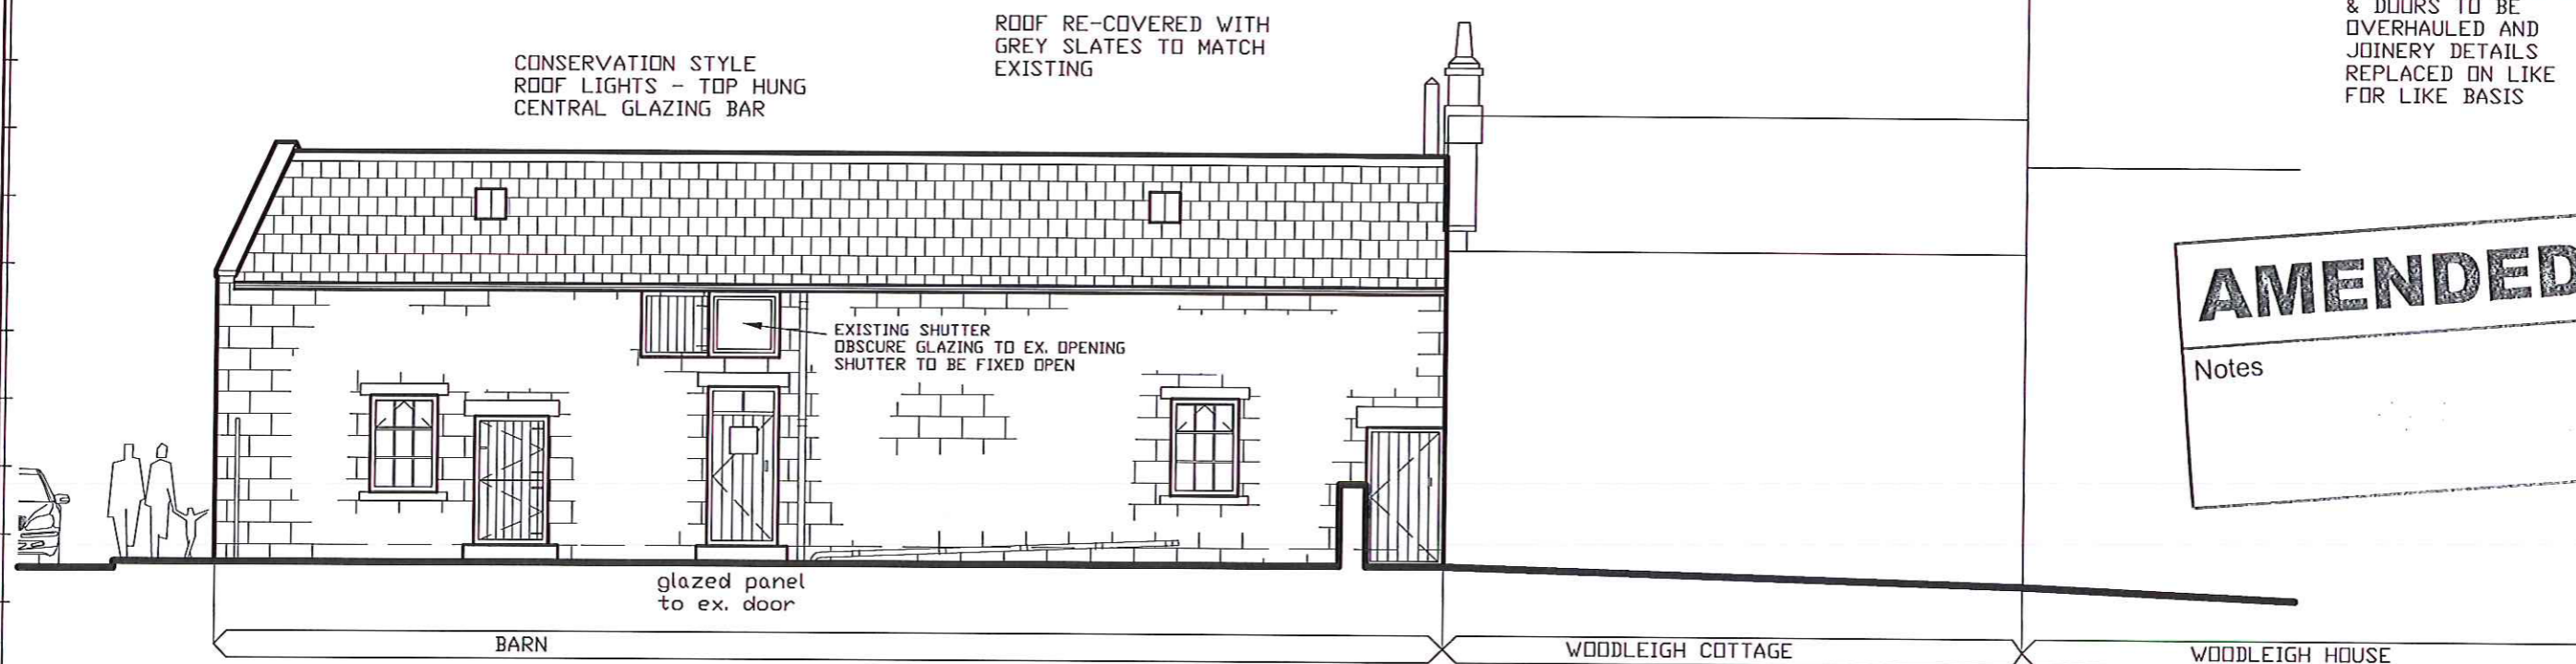 CONSERVATION STYLE
ROOF LIGHTS - TOP HUNG
CENTRAL GLAZING BAR
ROOF RE-COVERED WITH
GREY SLATES TO MATCH
EXISTING
& DOORS TO BE
OVERHAULED AND
JOINERY DETAILS
REPLACED ON LIKE
FOR LIKE BASIS
AMENDED
Notes
EXISTING SHUTTER
OBSCURE GLAZING TO EX. OPENING
SHUTTER TO BE FIXED OPEN
glazed panel
to ex. door
BARN
WOODLEIGH COTTAGE
WOODLEIGH HOUSE